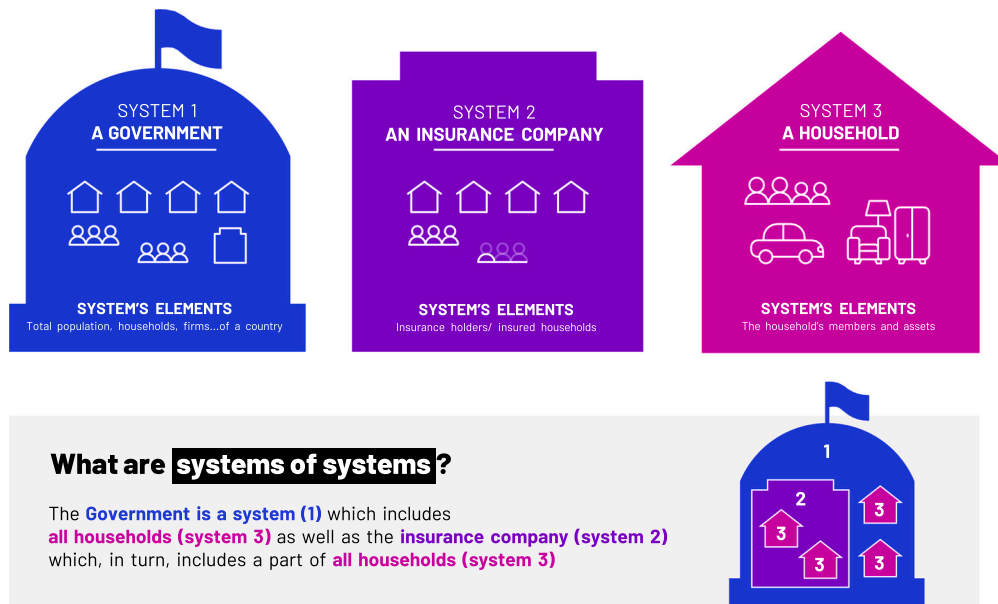 SYSTEM 1
A GOVERNMENT
SYSTEM'S ELEMENTS
Total population, households, firms...of a country
SYSTEM 2
AN INSURANCE COMPANY
SYSTEM'S ELEMENTS
Insurance holders/ insured households
SYSTEM 3
A HOUSEHOLD
SYSTEM'S ELEMENTS
The household's members and assets
What are systems of systems?
The Government is a system (1) which includes
all households (system 3) as well as the insurance company (system 2)
which, in turn, includes a part of all households (system 3)
1
2
3
3
3
3